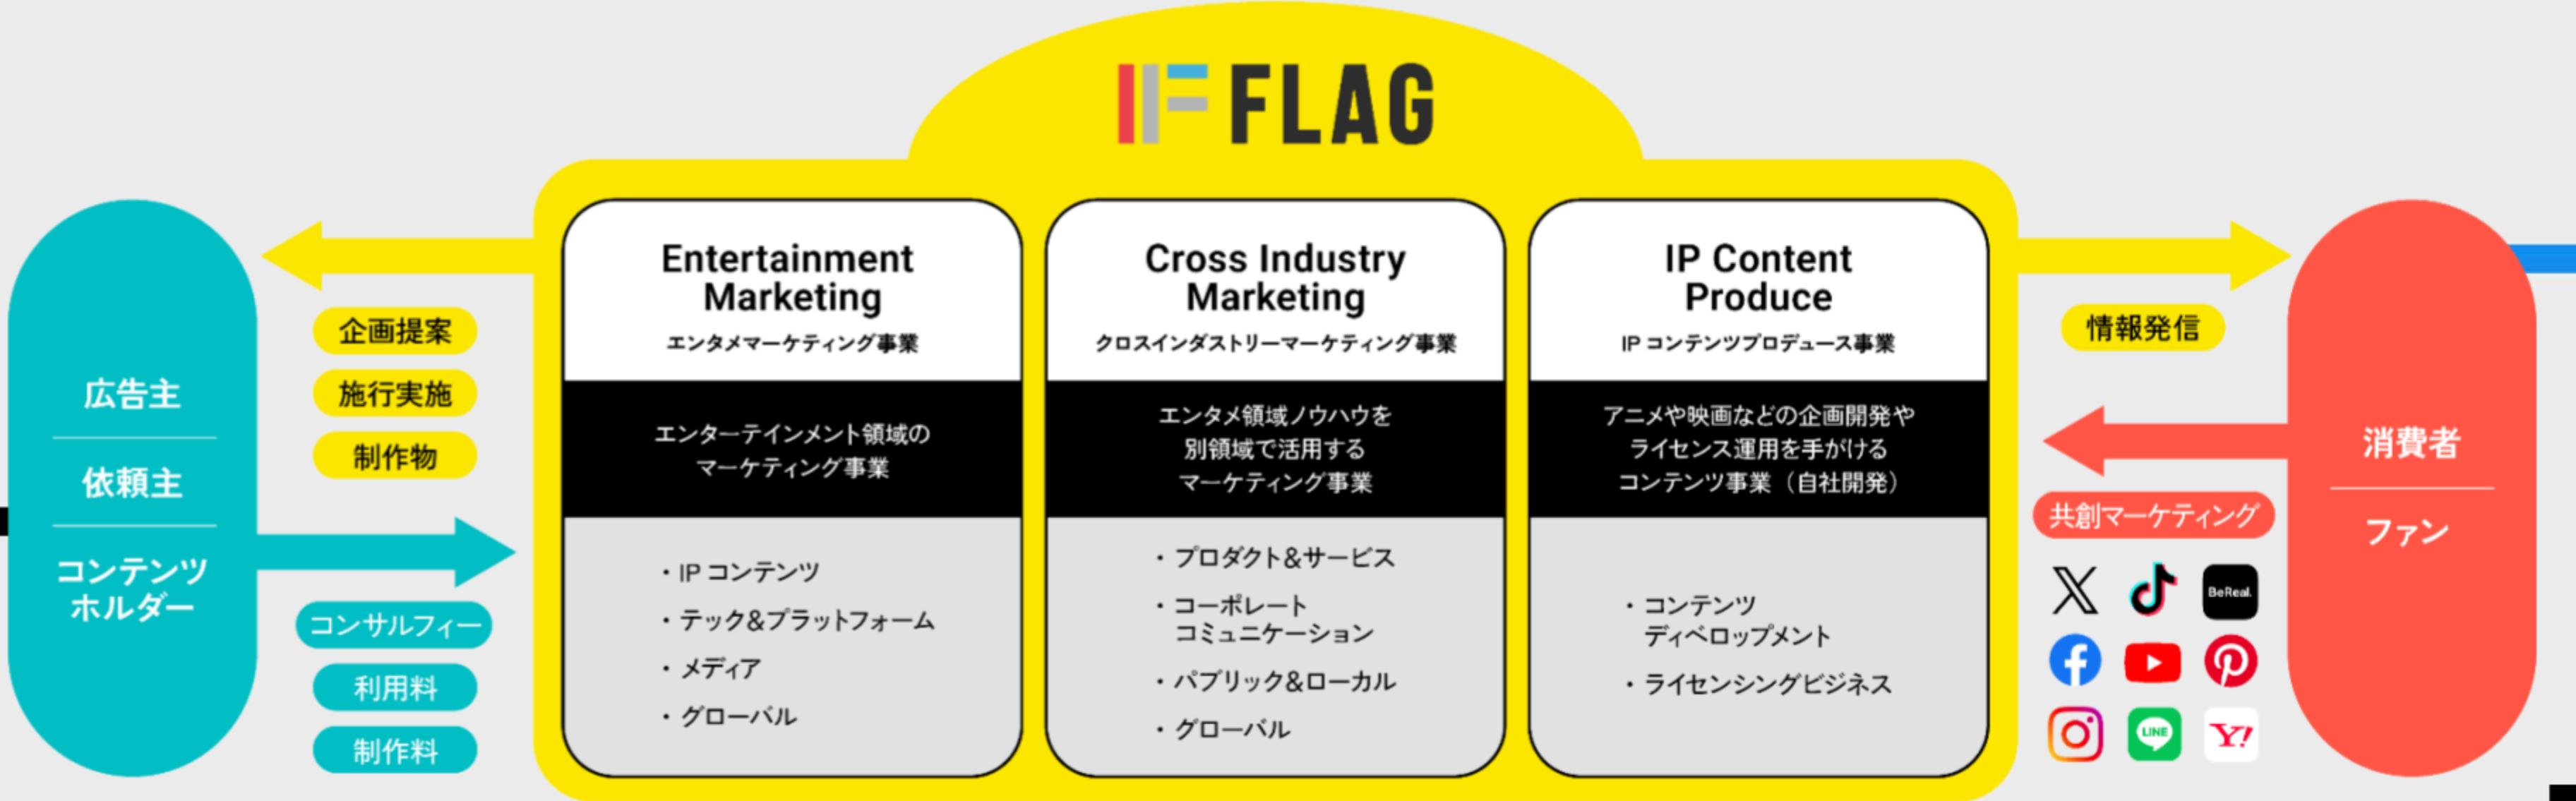 FLAG
広告主
依頼主
コンテンツ
ホルダー
企画提案
施行実施
制作物
コンサルフィー
利用料
制作料
Entertainment
Marketing
エンタメマーケティング事業
エンターテインメント領域の
マーケティング事業
・IP コンテンツ
・テック&プラットフォーム
・メディア
・グローバル
Cross Industry
Marketing
クロスインダストリーマーケティング事業
エンタメ領域ノウハウを
別領域で活用する
マーケティング事業
・プロダクト&サービス
・コーポレート
コミュニケーション
・パブリック&ローカル
・グローバル
IP Content
Produce
IP コンテンツプロデュース事業
アニメや映画などの企画開発や
ライセンス運用を手がける
コンテンツ事業（自社開発）
・コンテンツ
ディベロップメント
・ライセンシングビジネス
情報発信
共創マーケティング
BeReal.
LINE
Y!
消費者
ファン